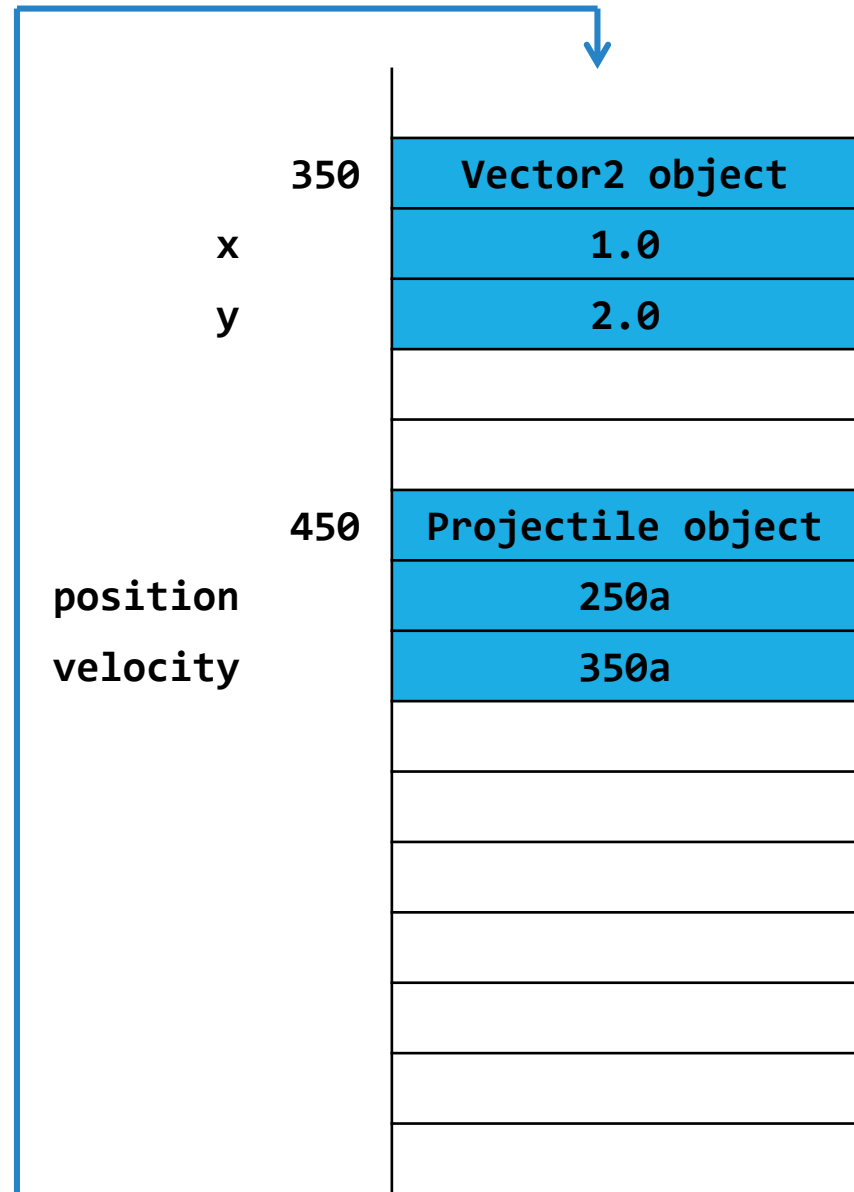 350 Vector2 object
x 1.0
y 2.0
450 Projectile object
position 250a
velocity 350a